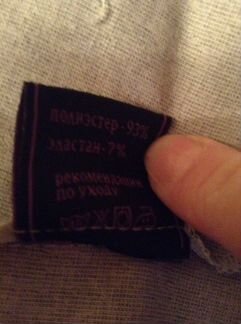 полиэстер - 93%
эластан - 7%
рекомендации
по уходу